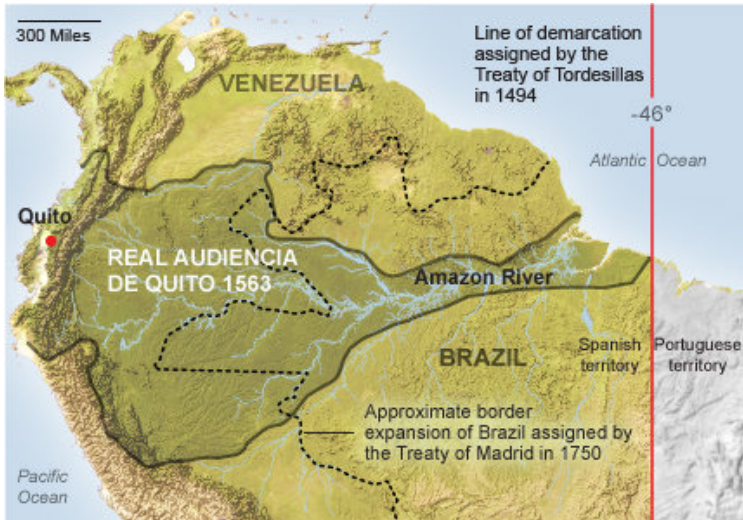 300 Miles
Line of demarcation
assigned by the
Treaty of Tordesillas
in 1494
VENEZUELA
-46°
Atlantic Ocean
Quito
REAL AUDIENCIA
DE QUITO 1563
Amazon River
BRAZIL
Spanish
territory
Portuguese
territory
Approximate border
expansion of Brazil assigned by
the Treaty of Madrid in 1750
Pacific
Ocean